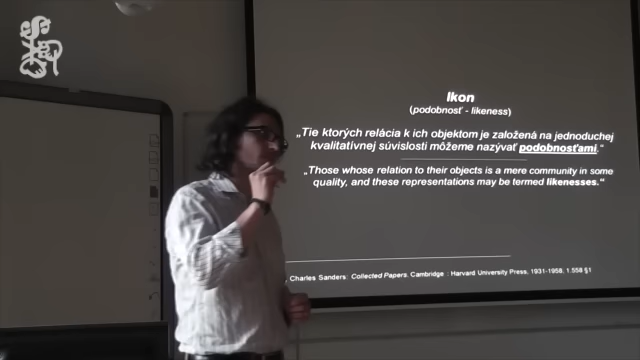 Ikon
(podobnosť - likeness)
„Tie ktorých relácia k ich objektom je založená na jednoduchej
kvalitatívnej súvislosti môžeme nazývať podobnosťami.“
„Those whose relation to their objects is a mere community in some
quality, and these representations may be termed likenesses.“
, Charles Sanders: Collected Papers. Cambridge : Harvard University Press, 1931-1958, 1.558 §1